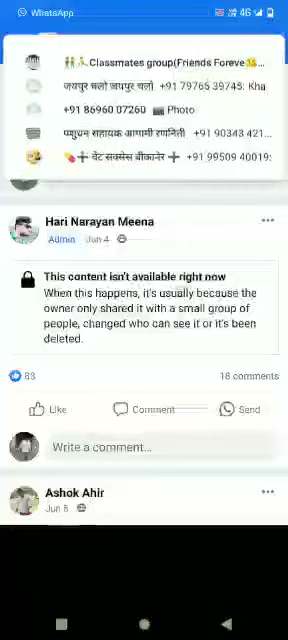 WhatsApp
4G
👬⛹Classmates group(Friends Foreve😃...
जयपुर चलो जयपुर चलो +91 79765 39745: Kha
+91 86960 07260 📷 Photo
पशुधन सहायक आगामी रणनिती +91 90343 421...
💊➕ वेंट सक्सेस बीकानेर ➕ +91 99509 40019:
Hari Narayan Meena
Admin Jun 4
This content isn't available right now
When this happens, it's usually because the
owner only shared it with a small group of
people, changed who can see it or it's been
deleted.
83 18 comments
Like Comment Send
Write a comment...
Ashok Ahir
Jun 5